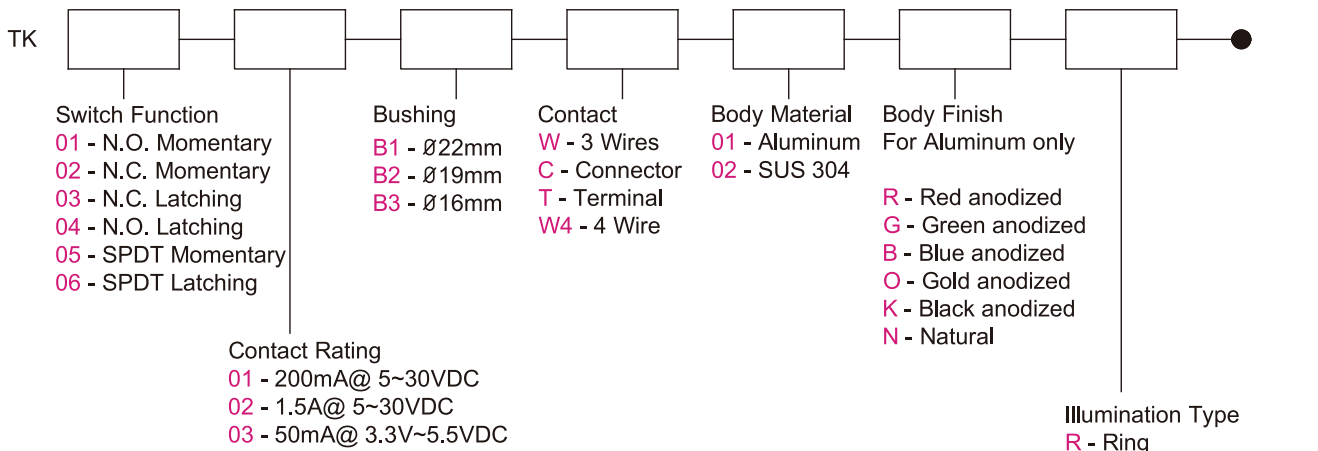 TK
Switch Function
01 - N.O. Momentary
02 - N.C. Momentary
03 - N.C. Latching
04 - N.O. Latching
05 - SPDT Momentary
06 - SPDT Latching
Contact Rating
01 - 200mA@ 5~30VDC
02 - 1.5A@ 5~30VDC
03 - 50mA@ 3.3V~5.5VDC
Bushing
B1 - Ø22mm
B2 - Ø19mm
B3 - Ø16mm
Contact
W - 3 Wires
C - Connector
T - Terminal
W4 - 4 Wire
Body Material
01 - Aluminum
02 - SUS 304
Body Finish
For Aluminum only
R - Red anodized
G - Green anodized
B - Blue anodized
O - Gold anodized
K - Black anodized
N - Natural
Illumination Type
R - Ring